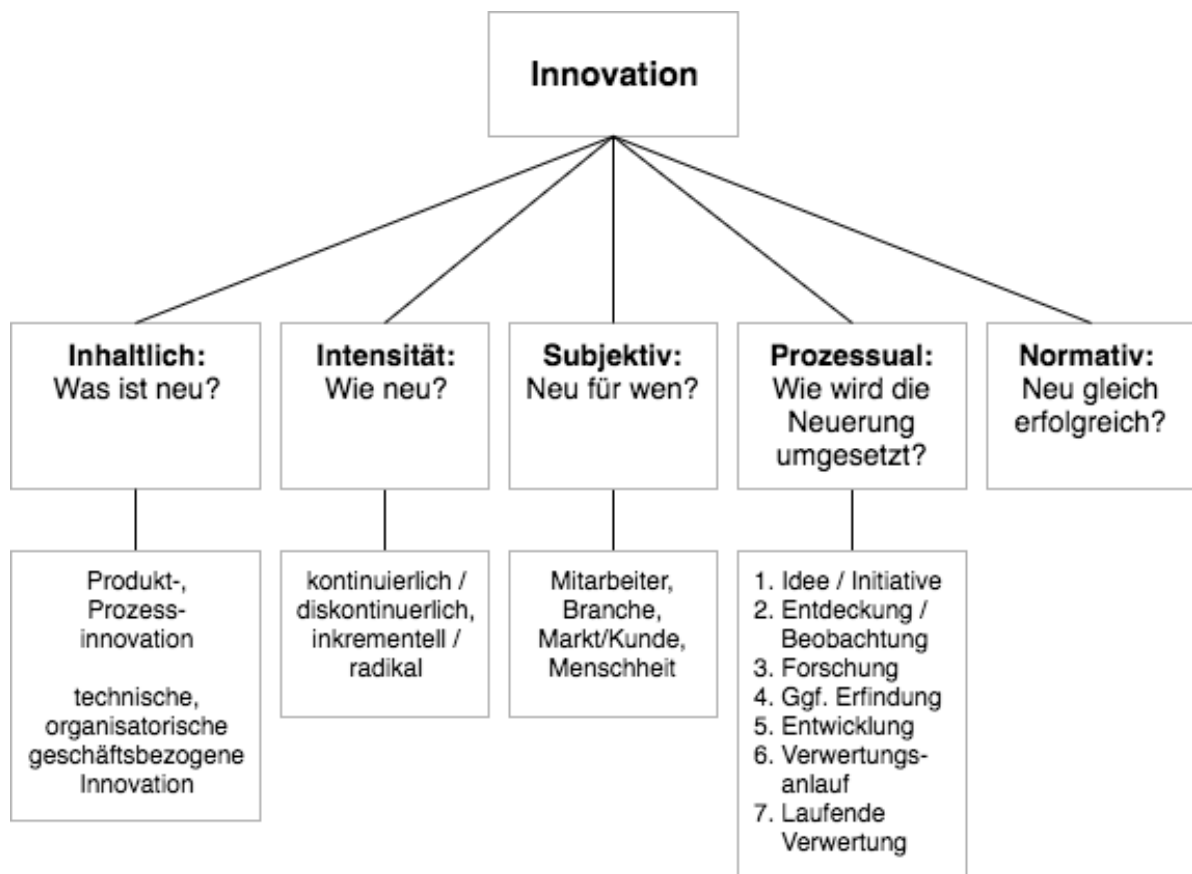 Innovation
Inhaltlich:
Was ist neu?
Intensität:
Wie neu?
Subjektiv:
Neu für wen?
Prozessual:
Wie wird die
Neuerung
umgesetzt?
Normativ:
Neu gleich
erfolgreich?
Produkt-,
Prozess-
innovation
technische,
organisatorische
geschäftsbezogene
Innovation
kontinuierlich /
diskontinuerlich,
inkrementell /
radikal
Mitarbeiter,
Branche,
Markt/Kunde,
Menschheit
1. Idee / Initiative
2. Entdeckung /
Beobachtung
3. Forschung
4. Ggf. Erfindung
5. Entwicklung
6. Verwertungs-
anlauf
7. Laufende
Verwertung